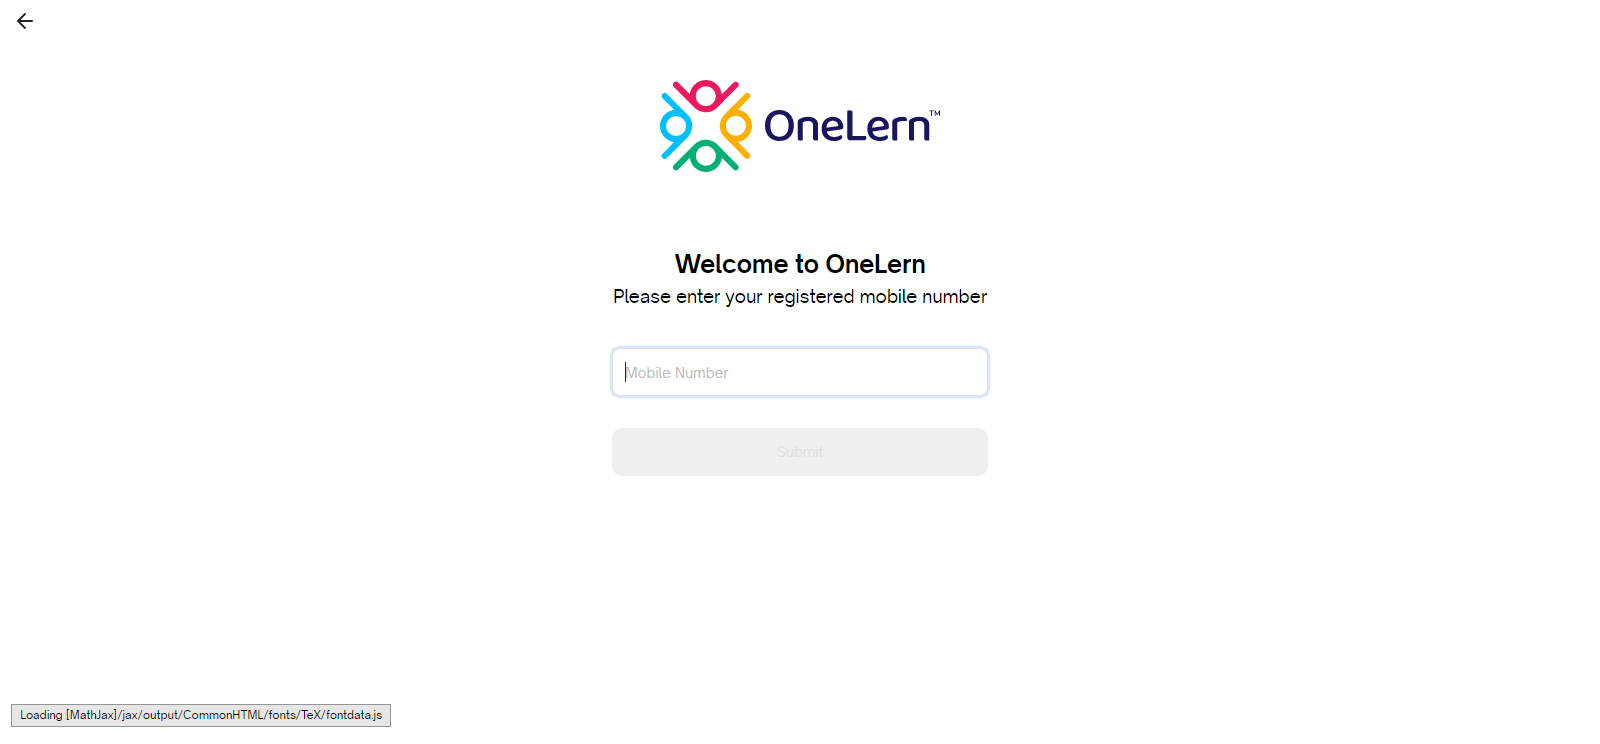 OneLern™
Welcome to OneLern
Please enter your registered mobile number
Mobile Number
Submit
Loading [MathJax]/jax/output/CommonHTML/fonts/TeX/fontdata.js